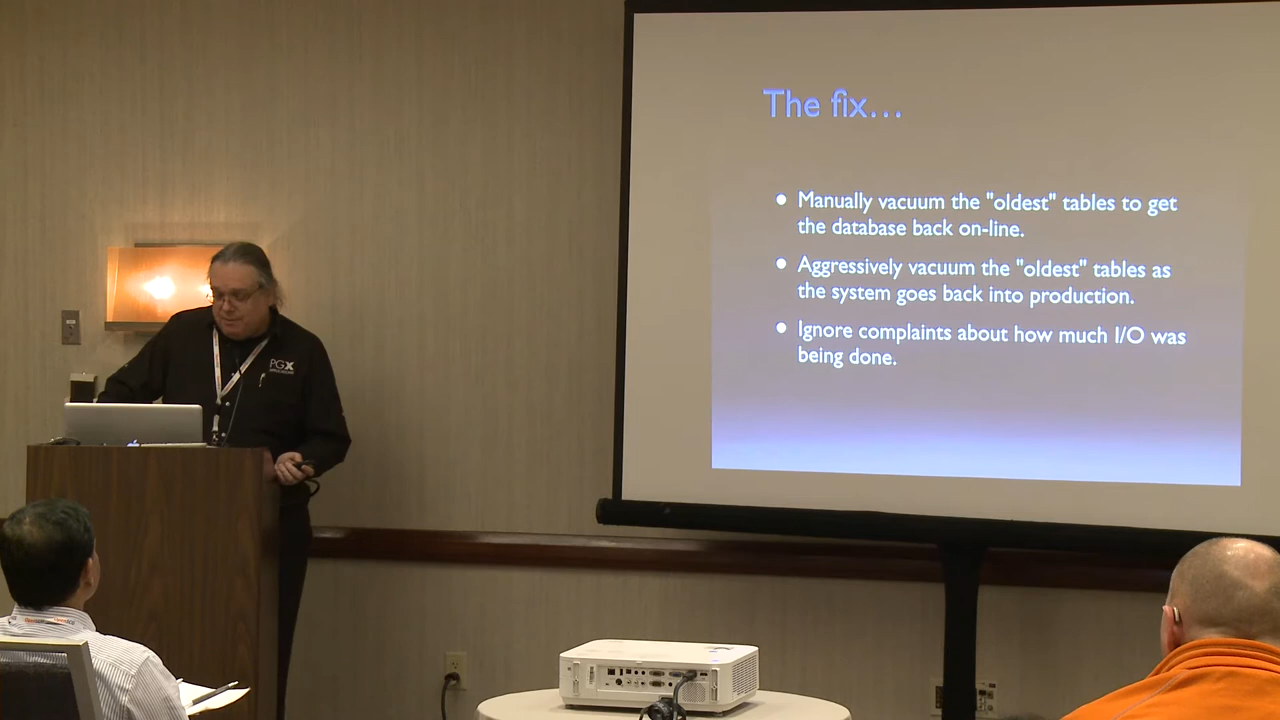 The fix...
• Manually vacuum the "oldest" tables to get
the database back on-line.
• Aggressively vacuum the "oldest" tables as
the system goes back into production.
• Ignore complaints about how much I/O was
being done.
PGX